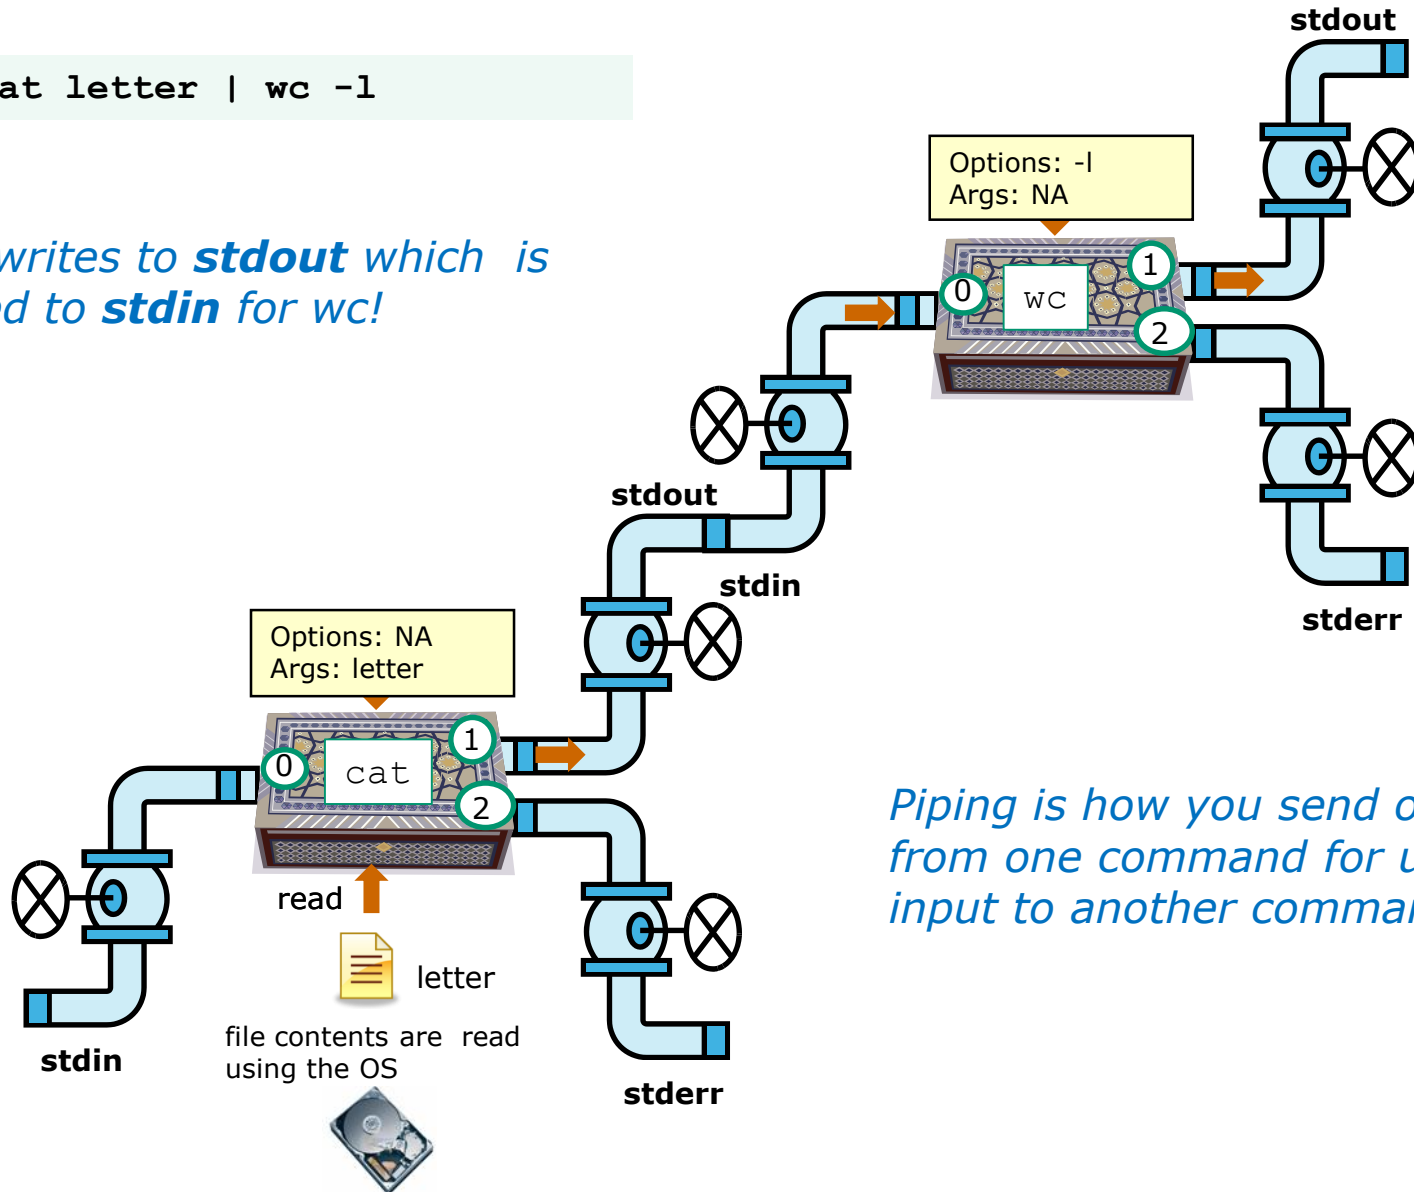 stdout
at letter | wc -l
Options: -l
Args: NA
writes to stdout which is
d to stdin for wc!
0
wc
1
2
stdout
stdin
stderr
Options: NA
Args: letter
0
cat
1
2
Piping is how you send o
from one command for u
input to another comma
read
letter
file contents are read
using the OS
stdin
stderr